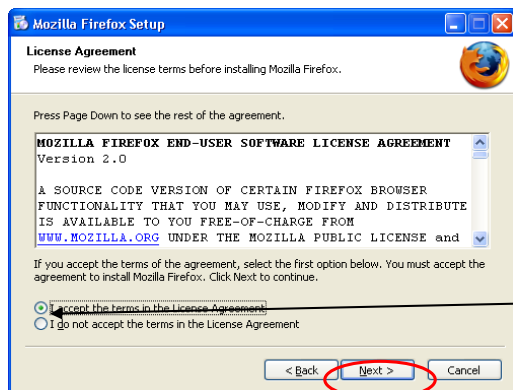 Mozilla Firefox Setup
License Agreement
Please review the license terms before installing Mozilla Firefox.
Press Page Down to see the rest of the agreement.
MOZILLA FIREFOX END-USER SOFTWARE LICENSE AGREEMENT
Version 2.0
A SOURCE CODE VERSION OF CERTAIN FIREFOX BROWSER
FUNCTIONALITY THAT YOU MAY USE, MODIFY AND DISTRIBUTE
IS AVAILABLE TO YOU FREE-OF-CHARGE FROM
WWW.MOZILLA.ORG UNDER THE MOZILLA PUBLIC LICENSE and
If you accept the terms of the agreement, select the first option below. You must accept the
agreement to install Mozilla Firefox. Click Next to continue.
I accept the terms in the License Agreement
I do not accept the terms in the License Agreement
< Back
Next >
Cancel